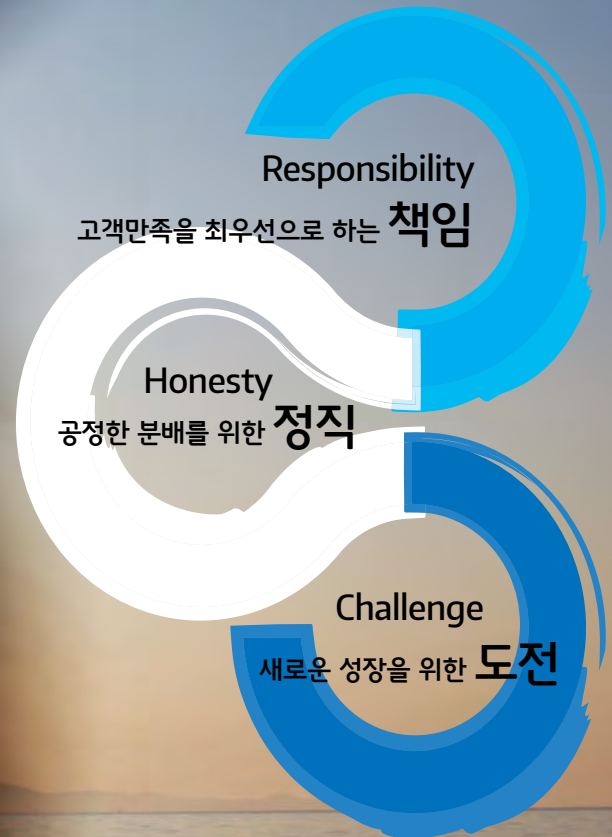 Responsibility
고객만족을 최우선으로 하는 책임
Honesty
공정한 분배를 위한 정직
Challenge
새로운 성장을 위한 도전